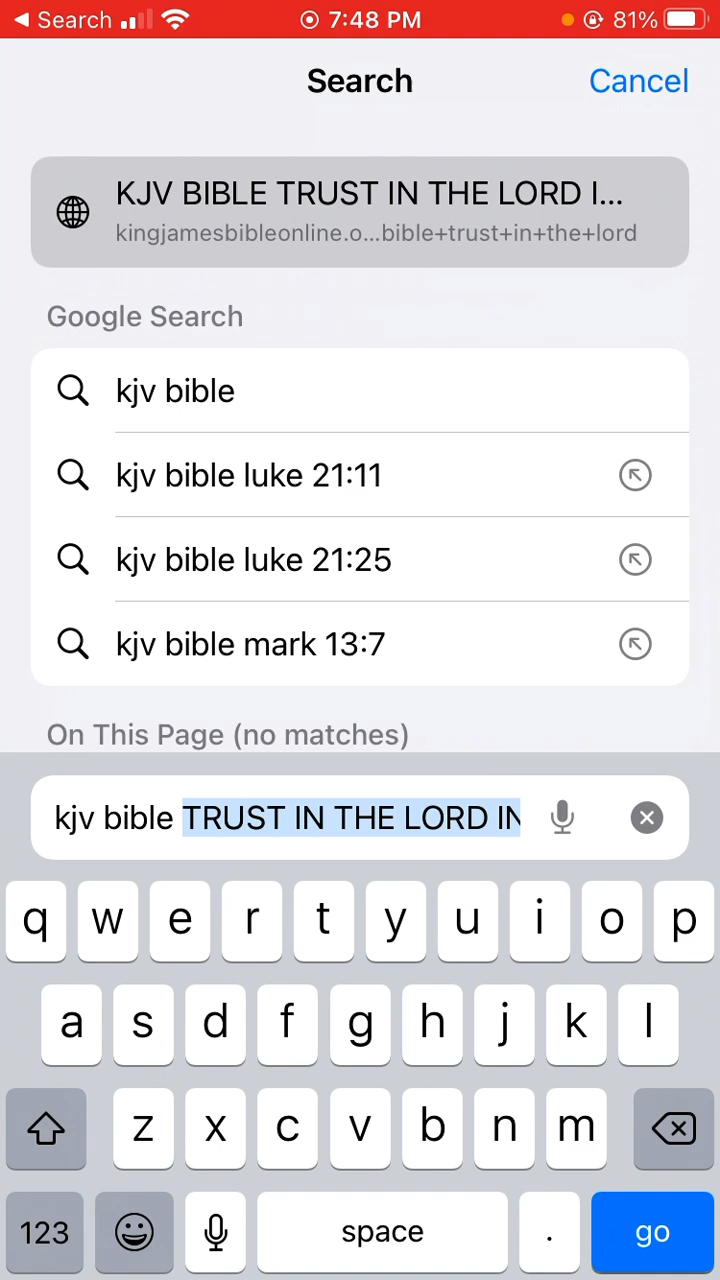 Search 7:48 PM 81%
Search Cancel
KJV BIBLE TRUST IN THE LORD I...
kingjamesbibleonline.o...bible+trust+in+the+lord
Google Search
kjv bible
kjv bible luke 21:11
kjv bible luke 21:25
kjv bible mark 13:7
On This Page (no matches)
kjv bible TRUST IN THE LORD IN
q w e r t y u i o p
a s d f g h j k l
z x c v b n m
123 space . go